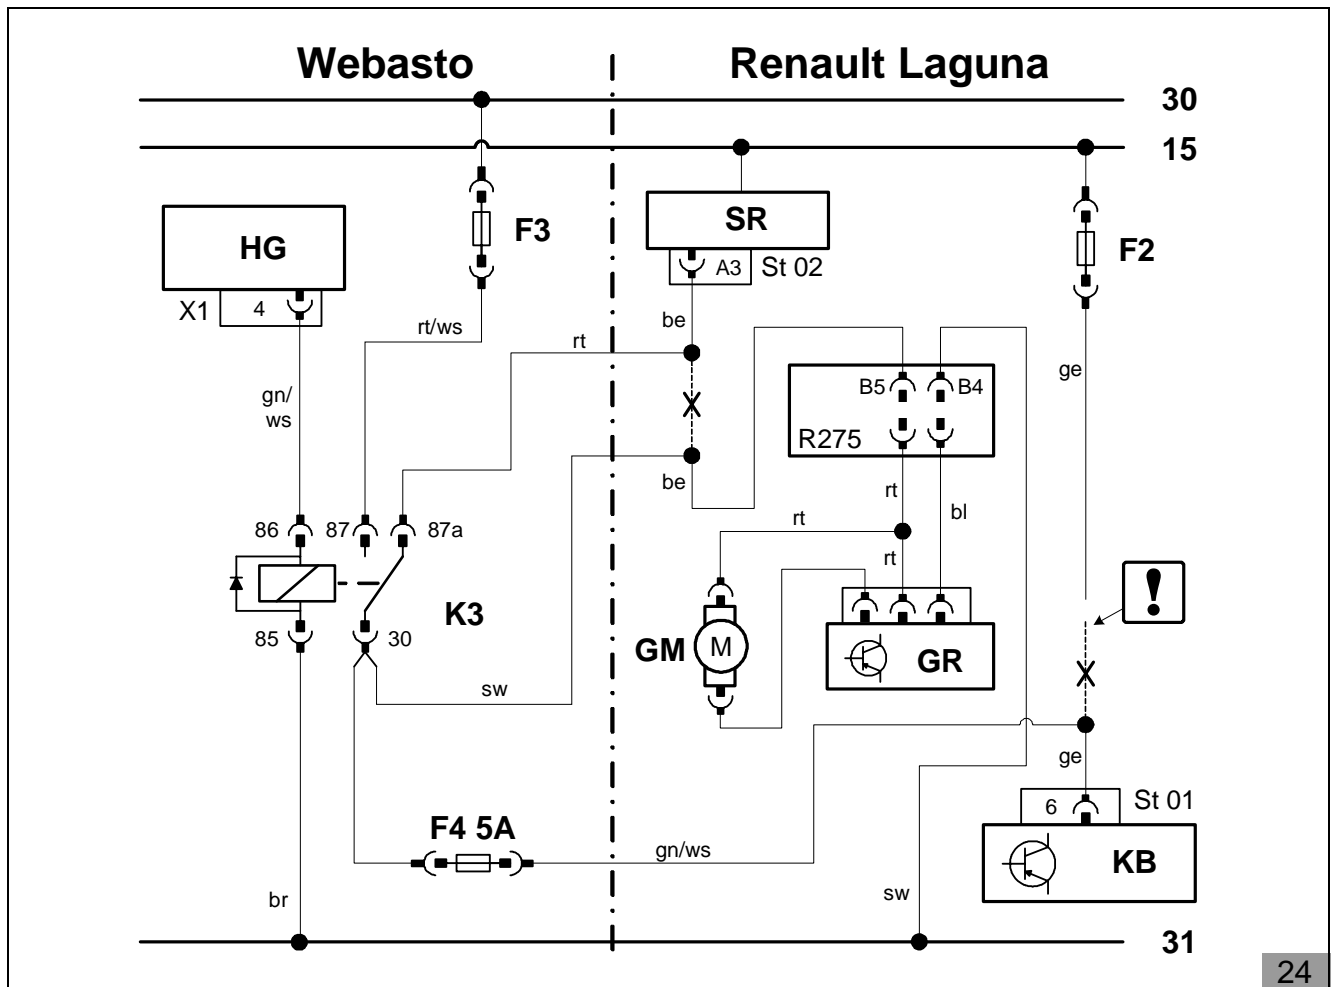 Webasto
Renault Laguna
30
15
HG
X1
4
F3
SR
A3
St 02
F2
rt/ws
rt
be
ge
gn/
ws
B5
B4
R275
be
rt
bl
rt
rt
86
87
87a
K3
85
30
GM
M
GR
!
sw
ge
6
St 01
KB
F4 5A
gn/ws
br
sw
31
24